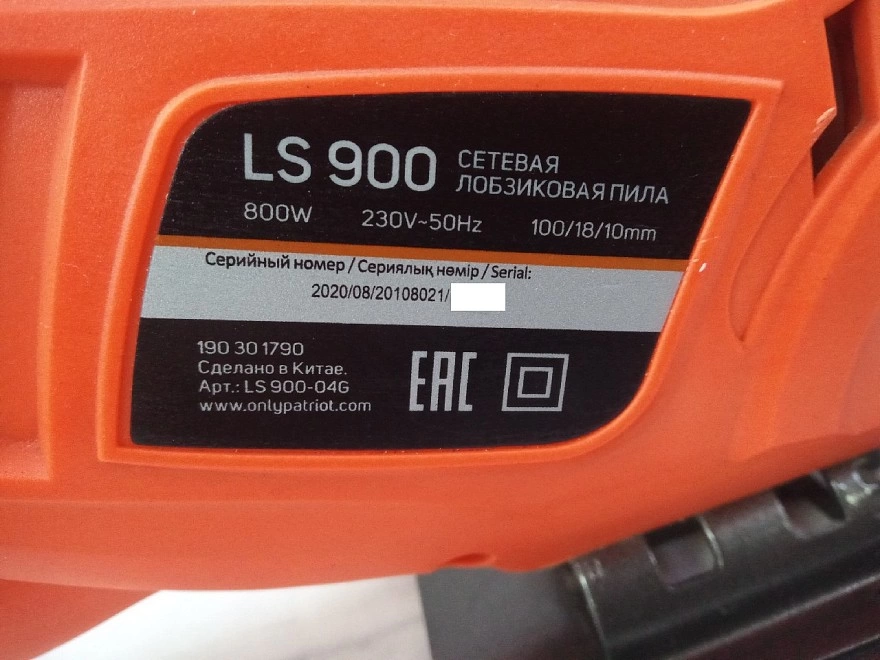 LS 900 СЕТЕВАЯ
ЛОБЗИКОВАЯ ПИЛА
800W 230V~50Hz 100/18/10mm
Серийный номер / Сериялық нөмір / Serial:
2020/08/20108021/
190 30 1790
Сделано в Китае.
Арт.: LS 900-04G
www.onlypatriot.com
EAC